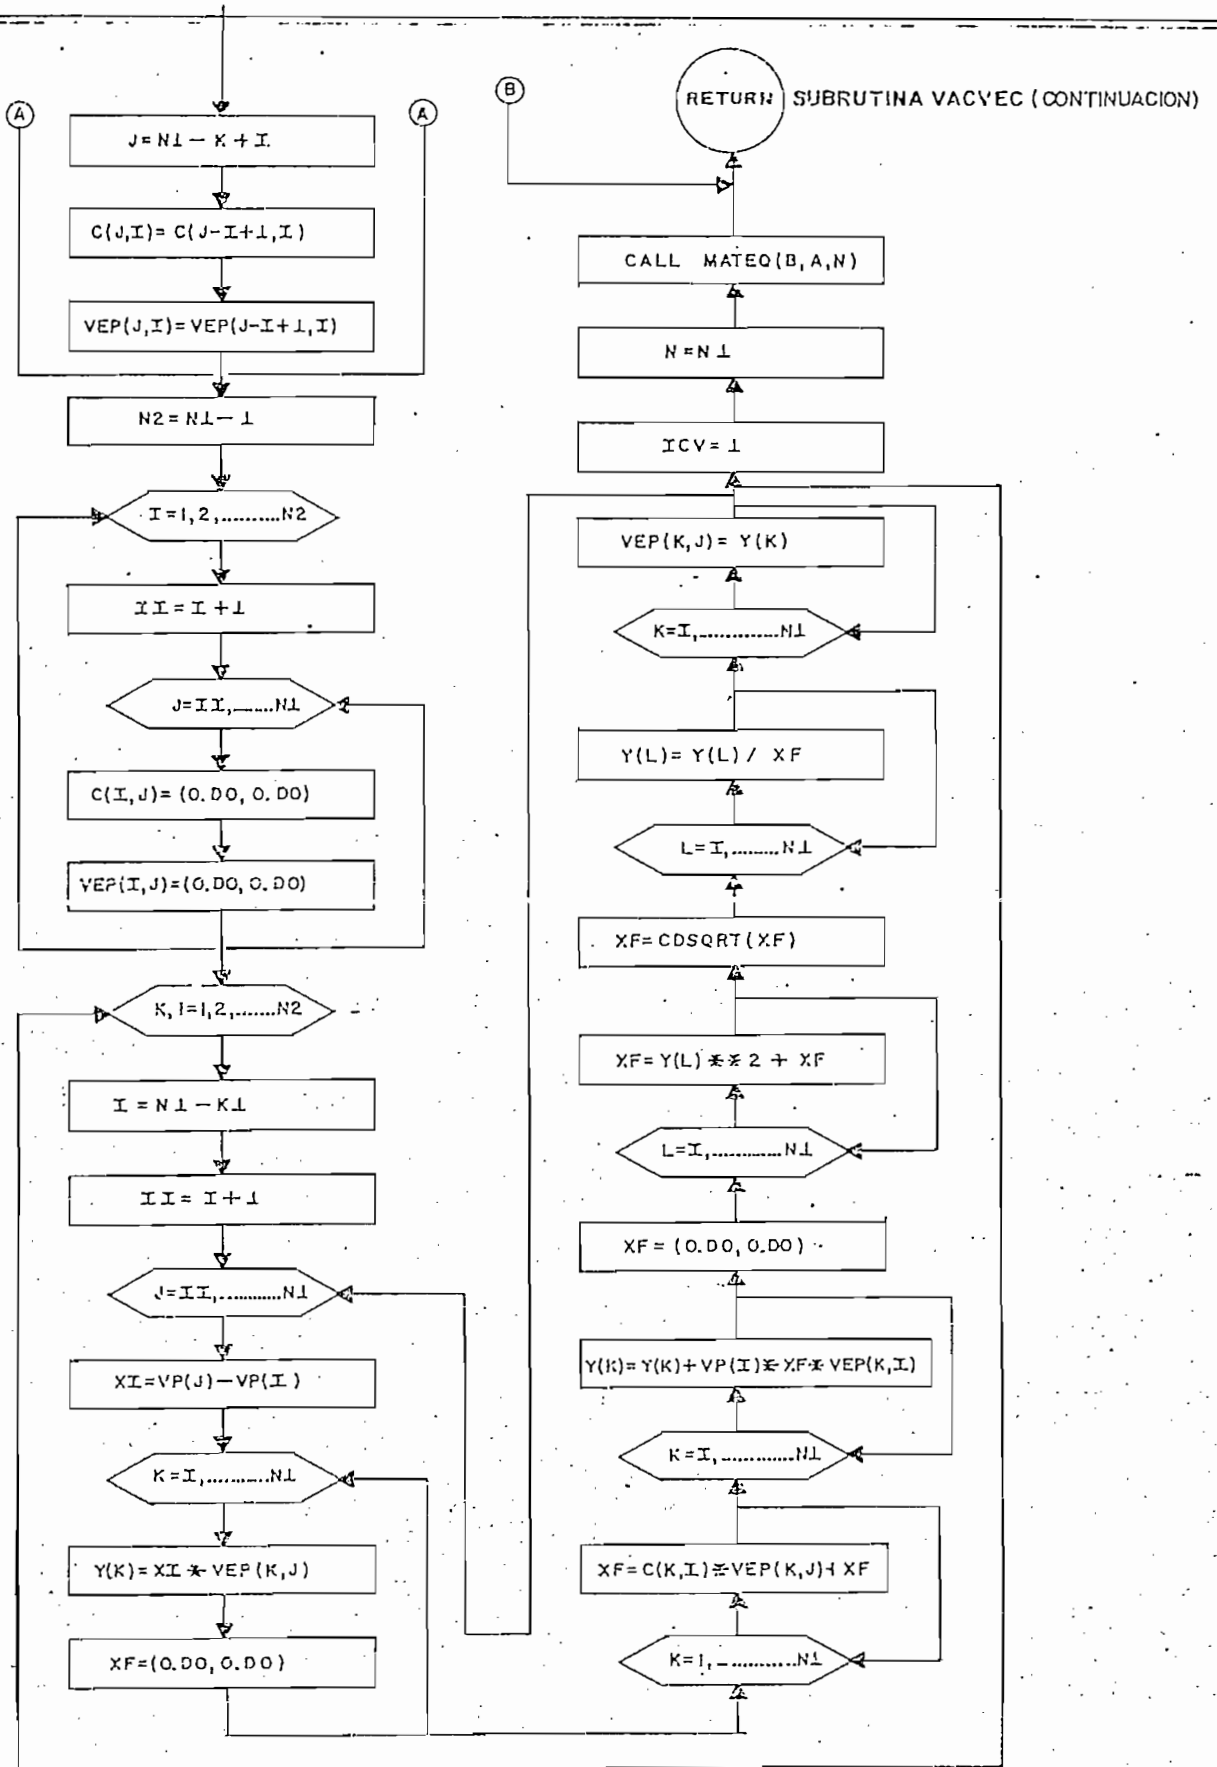 RETURN
SUBRUTINA VACVEC (CONTINUACION)
A
A
J=N1-K+I
C(J,I)=C(J-I+1,I)
VEP(J,I)=VEP(J-I+1,I)
N2=N1-1
I=1,2,..........N2
II=I+1
J=II,.......N1
C(I,J)=(0.D0,0.D0)
VEP(I,J)=(0.D0,0.D0)
K,I=1,2,.......N2
I=N1-K1
II=I+1
J=II,...........N1
XI=VP(J)-VP(I)
K=I,...........N1
Y(K)=XI*VEP(K,J)
XF=(0.D0,0.D0)
B
CALL MATEQ(B,A,N)
N=N1
ICV=1
VEP(K,J)=Y(K)
K=I,.............N1
Y(L)=Y(L)/XF
L=I,.........N1
XF=CDSQRT(XF)
XF=Y(L)**2+XF
L=I,............N1
XF=(0.D0,0.D0)
Y(K)=Y(K)+VP(I)*XF*VEP(K,I)
K=I,.............N1
XF=C(K,I)*VEP(K,J)+XF
K=1,............N1